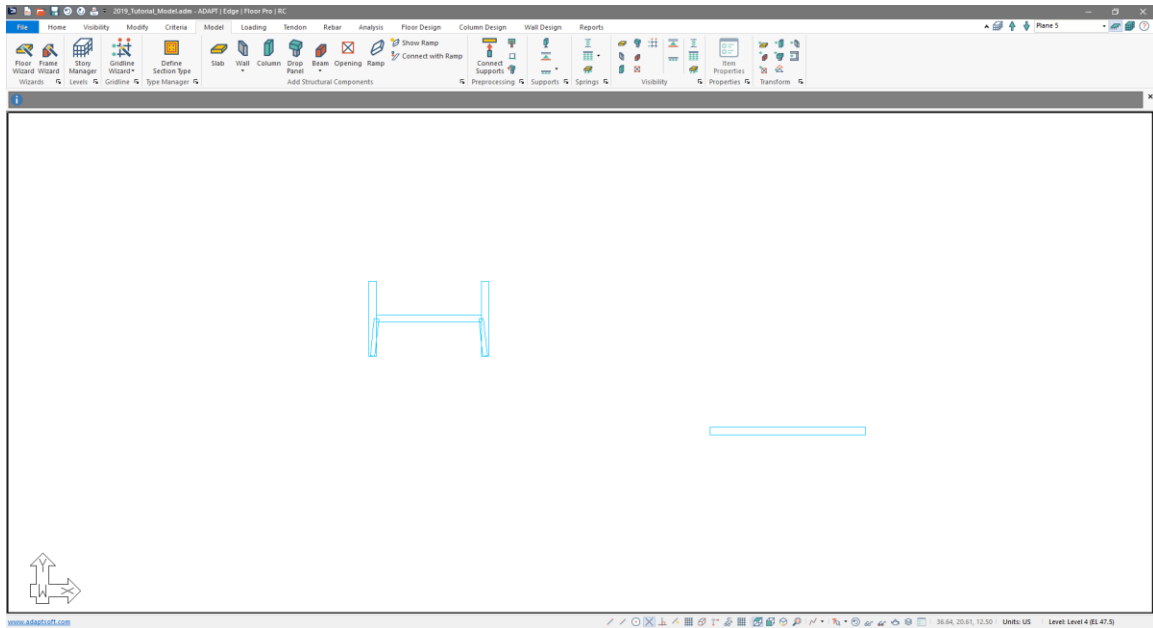 2019_Tutorial_Model.adm - ADAPT | Edge | Floor Pro | RC
File Home Visibility Modify Criteria Model Loading Tendon Rebar Analysis Floor Design Column Design Wall Design Reports Plane 5
Floor Wizard
Frame Wizard
Story Manager
Gridline Wizard
Define Section Type
Slab
Wall
Column
Drop Panel
Beam
Opening
Ramp
Show Ramp
Connect with Ramp
Connect Supports
Item Properties
Wizards Levels Gridline Type Manager Add Structural Components Preprocessing Supports Springs Visibility Properties Transform
Y
W X
www.adaptsoft.com 36.64, 20.61, 12.50 Units: US Level: Level 4 (EL 47.5)